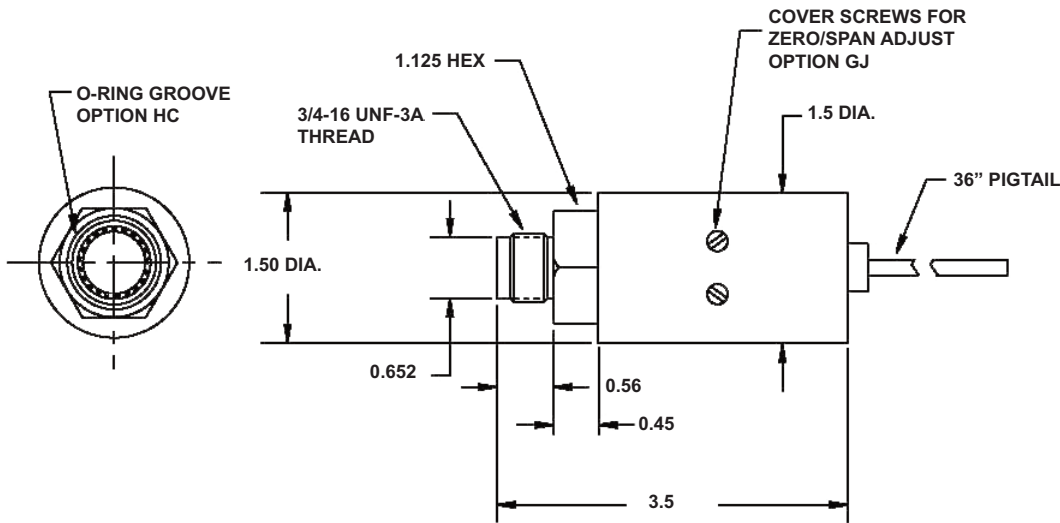 COVER SCREWS FOR
ZERO/SPAN ADJUST
OPTION GJ
1.125 HEX
O-RING GROOVE
OPTION HC
3/4-16 UNF-3A
THREAD
1.5 DIA.
36” PIGTAIL
1.50 DIA.
0.652
0.56
0.45
3.5